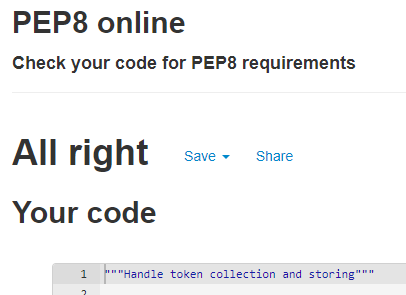 PEP8 online
Check your code for PEP8 requirements
All right Save Share
Your code
1 """Handle token collection and storing"""
2